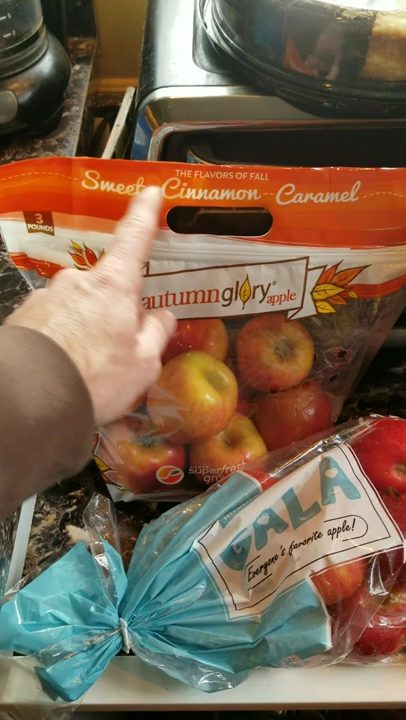 THE FLAVORS OF FALL
Sweet Cinnamon Caramel
3
POUNDS
autumnglory® apple
superfresh
GALA
Everyone's favorite apple!